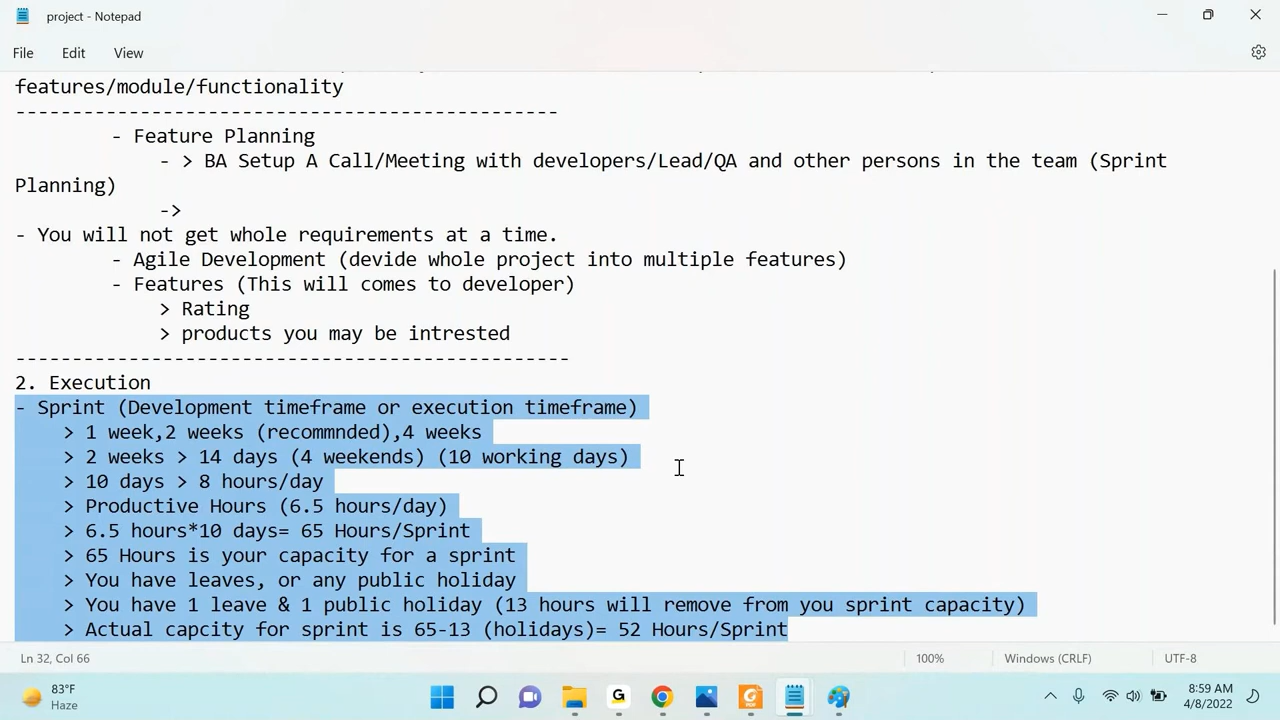 project - Notepad
File Edit View
features/module/functionality
------------------------------------------------
- Feature Planning
- > BA Setup A Call/Meeting with developers/Lead/QA and other persons in the team (Sprint
Planning)
->
- You will not get whole requirements at a time.
- Agile Development (devide whole project into multiple features)
- Features (This will comes to developer)
> Rating
> products you may be intrested
-------------------------------------------------
2. Execution
- Sprint (Development timeframe or execution timeframe)
> 1 week,2 weeks (recommnded),4 weeks
> 2 weeks > 14 days (4 weekends) (10 working days)
> 10 days > 8 hours/day
> Productive Hours (6.5 hours/day)
> 6.5 hours*10 days= 65 Hours/Sprint
> 65 Hours is your capacity for a sprint
> You have leaves, or any public holiday
> You have 1 leave & 1 public holiday (13 hours will remove from you sprint capacity)
> Actual capcity for sprint is 65-13 (holidays)= 52 Hours/Sprint
Ln 32, Col 66 100% Windows (CRLF) UTF-8
83°F
Haze
G
PDF
8:59 AM
4/8/2022